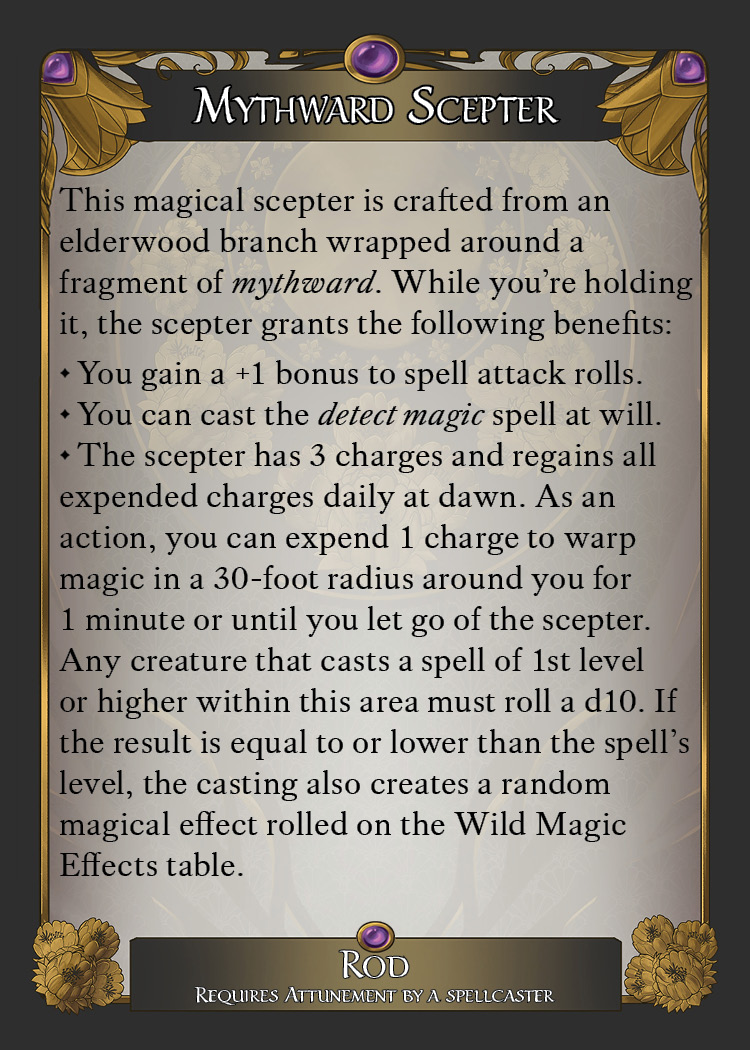 Mythward Scepter
This magical scepter is crafted from an
elderwood branch wrapped around a
fragment of mythward. While you’re holding
it, the scepter grants the following benefits:
• You gain a +1 bonus to spell attack rolls.
• You can cast the detect magic spell at will.
• The scepter has 3 charges and regains all
expended charges daily at dawn. As an
action, you can expend 1 charge to warp
magic in a 30-foot radius around you for
1 minute or until you let go of the scepter.
Any creature that casts a spell of 1st level
or higher within this area must roll a d10. If
the result is equal to or lower than the spell’s
level, the casting also creates a random
magical effect rolled on the Wild Magic
Effects table.
Rod
Requires Attunement by a spellcaster